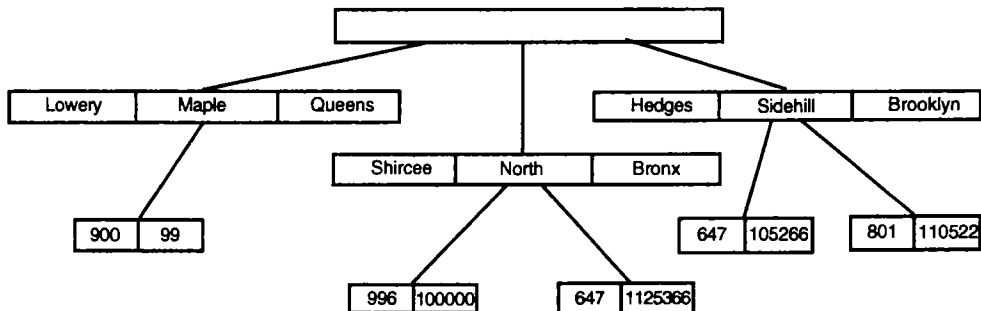 Lowery Maple Queens
Hedges Sidehill Brooklyn
Shircee North Bronx
900 99
647 105266
801 110522
996 100000
647 1125366